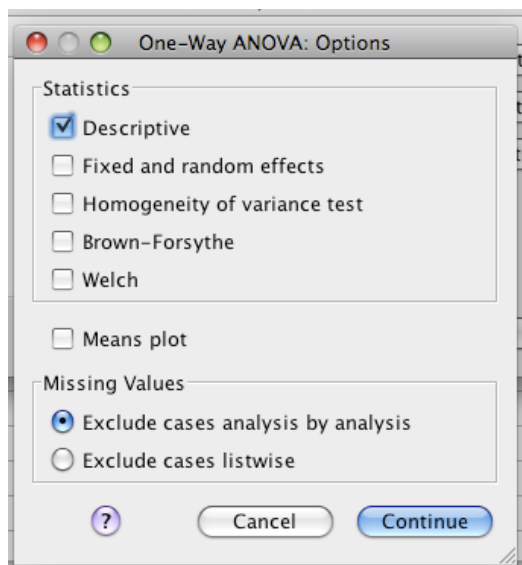 One-Way ANOVA: Options
Statistics
Descriptive
Fixed and random effects
Homogeneity of variance test
Brown-Forsythe
Welch
Means plot
Missing Values
Exclude cases analysis by analysis
Exclude cases listwise
? Cancel Continue